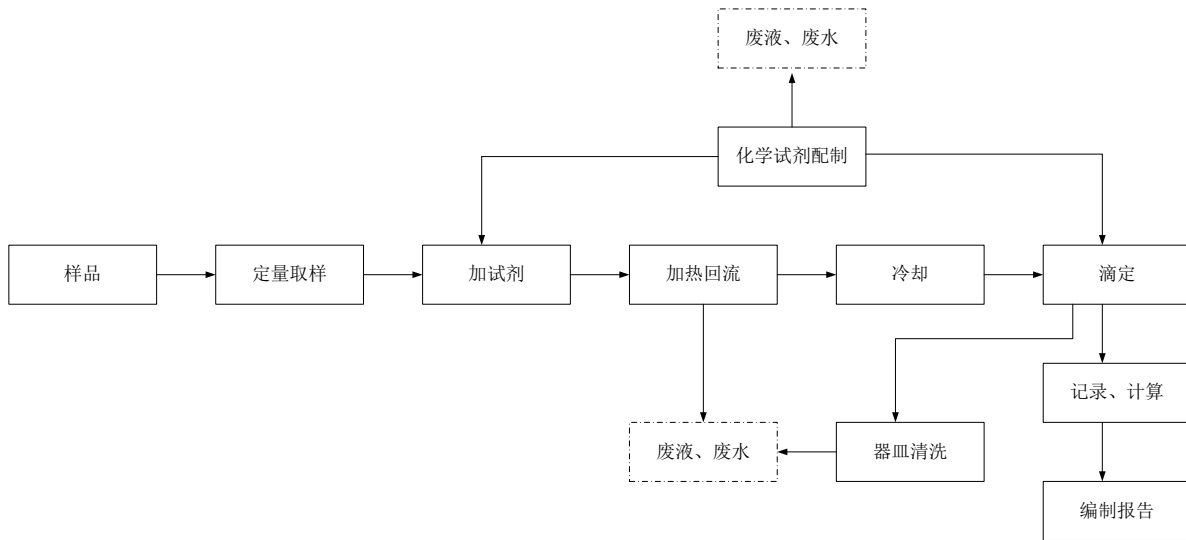 废液、废水
化学试剂配制
样品
定量取样
加试剂
加热回流
冷却
滴定
记录、计算
废液、废水
器皿清洗
编制报告